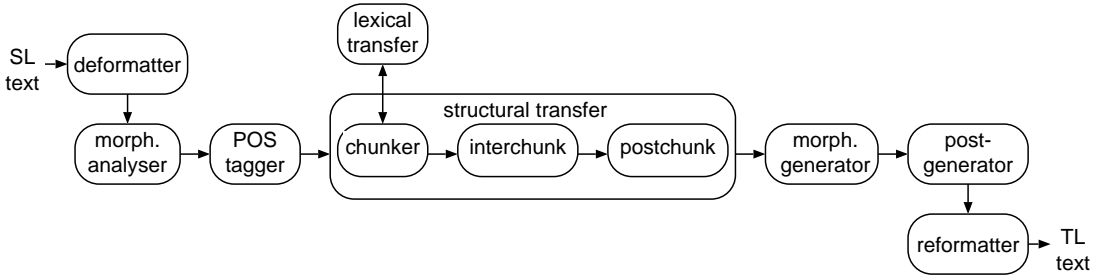 SL
text
deformatter
morph.
analyser
POS
tagger
lexical
transfer
structural transfer
chunker
interchunk
postchunk
morph.
generator
post-
generator
reformatter
TL
text